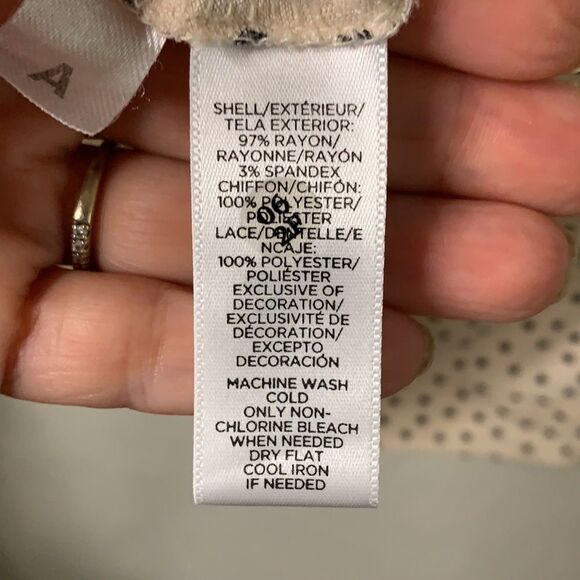 A
SHELL/EXTÉRIEUR/
TELA EXTERIOR:
97% RAYON/
RAYONNE/RAYÓN
3% SPANDEX
CHIFFON/CHIFÓN:
100% POLYESTER/
POLIÉSTER
LACE/DENTELLE/E
NCAJE:
100% POLYESTER/
POLIÉSTER
EXCLUSIVE OF
DECORATION/
EXCLUSIVITÉ DE
DÉCORATION/
EXCEPTO
DECORACIÓN
MACHINE WASH
COLD
ONLY NON-
CHLORINE BLEACH
WHEN NEEDED
DRY FLAT
COOL IRON
IF NEEDED